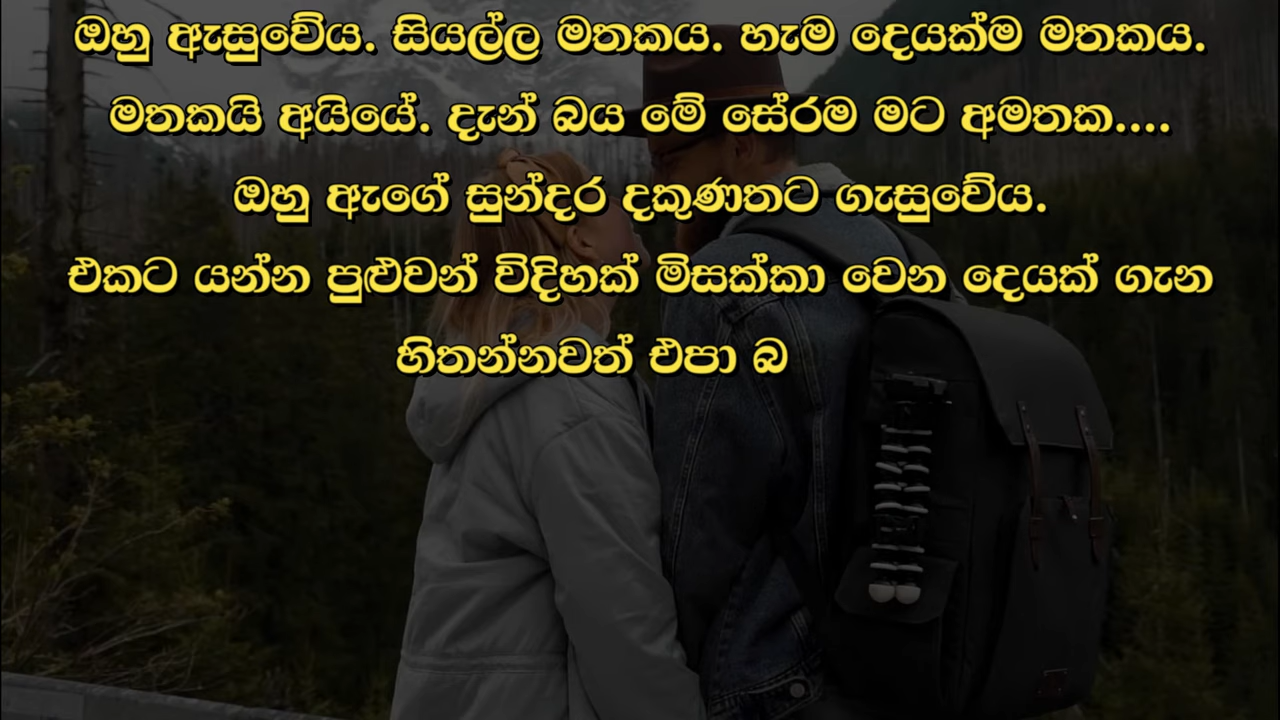 ඔහු ඇසුවේය. සියල්ල මතකය. හැම දෙයක්ම මතකය.
මතකයි අයියේ. දැන් බය මේ සේරම මට අමතක....
ඔහු ඇගේ සුන්දර දකුණතට ගැසුවේය.
එකට යන්න පුළුවන් විදිහක් මිසක්කා වෙන දෙයක් ගැන
හිතන්නවත් එපා බ